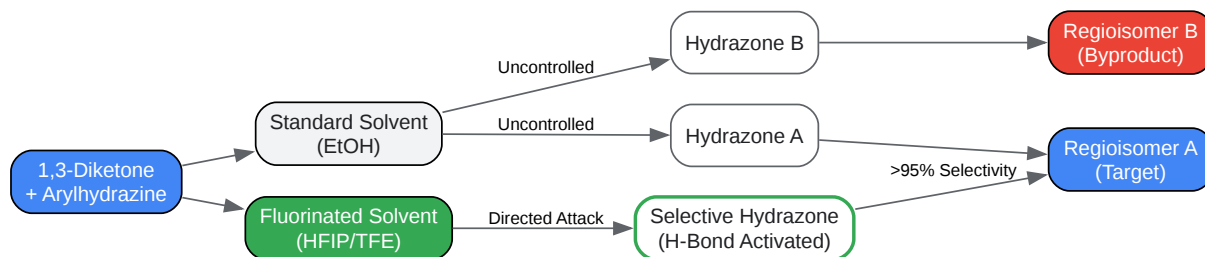 1,3-Diketone
+ Arylhydrazine
Standard Solvent
(EtOH)
Fluorinated Solvent
(HFIP/TFE)
Uncontrolled
Uncontrolled
Directed Attack
Hydrazone B
Hydrazone A
Selective Hydrazone
(H-Bond Activated)
>95% Selectivity
Regioisomer B
(Byproduct)
Regioisomer A
(Target)